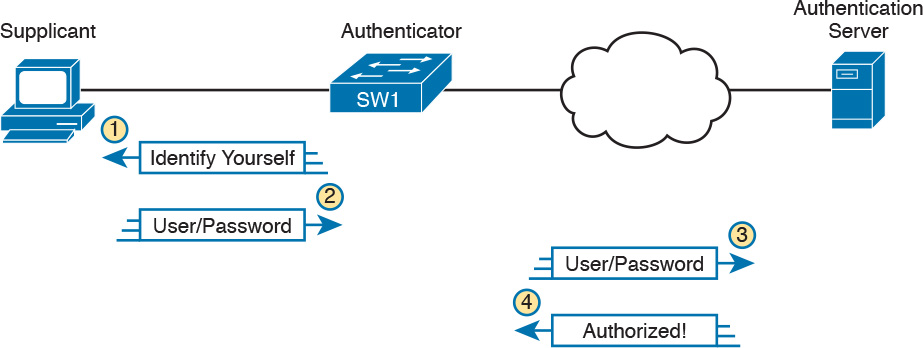 Supplicant
Authenticator
Authentication
Server
SW1
1
Identify Yourself
2
User/Password
3
User/Password
4
Authorized!